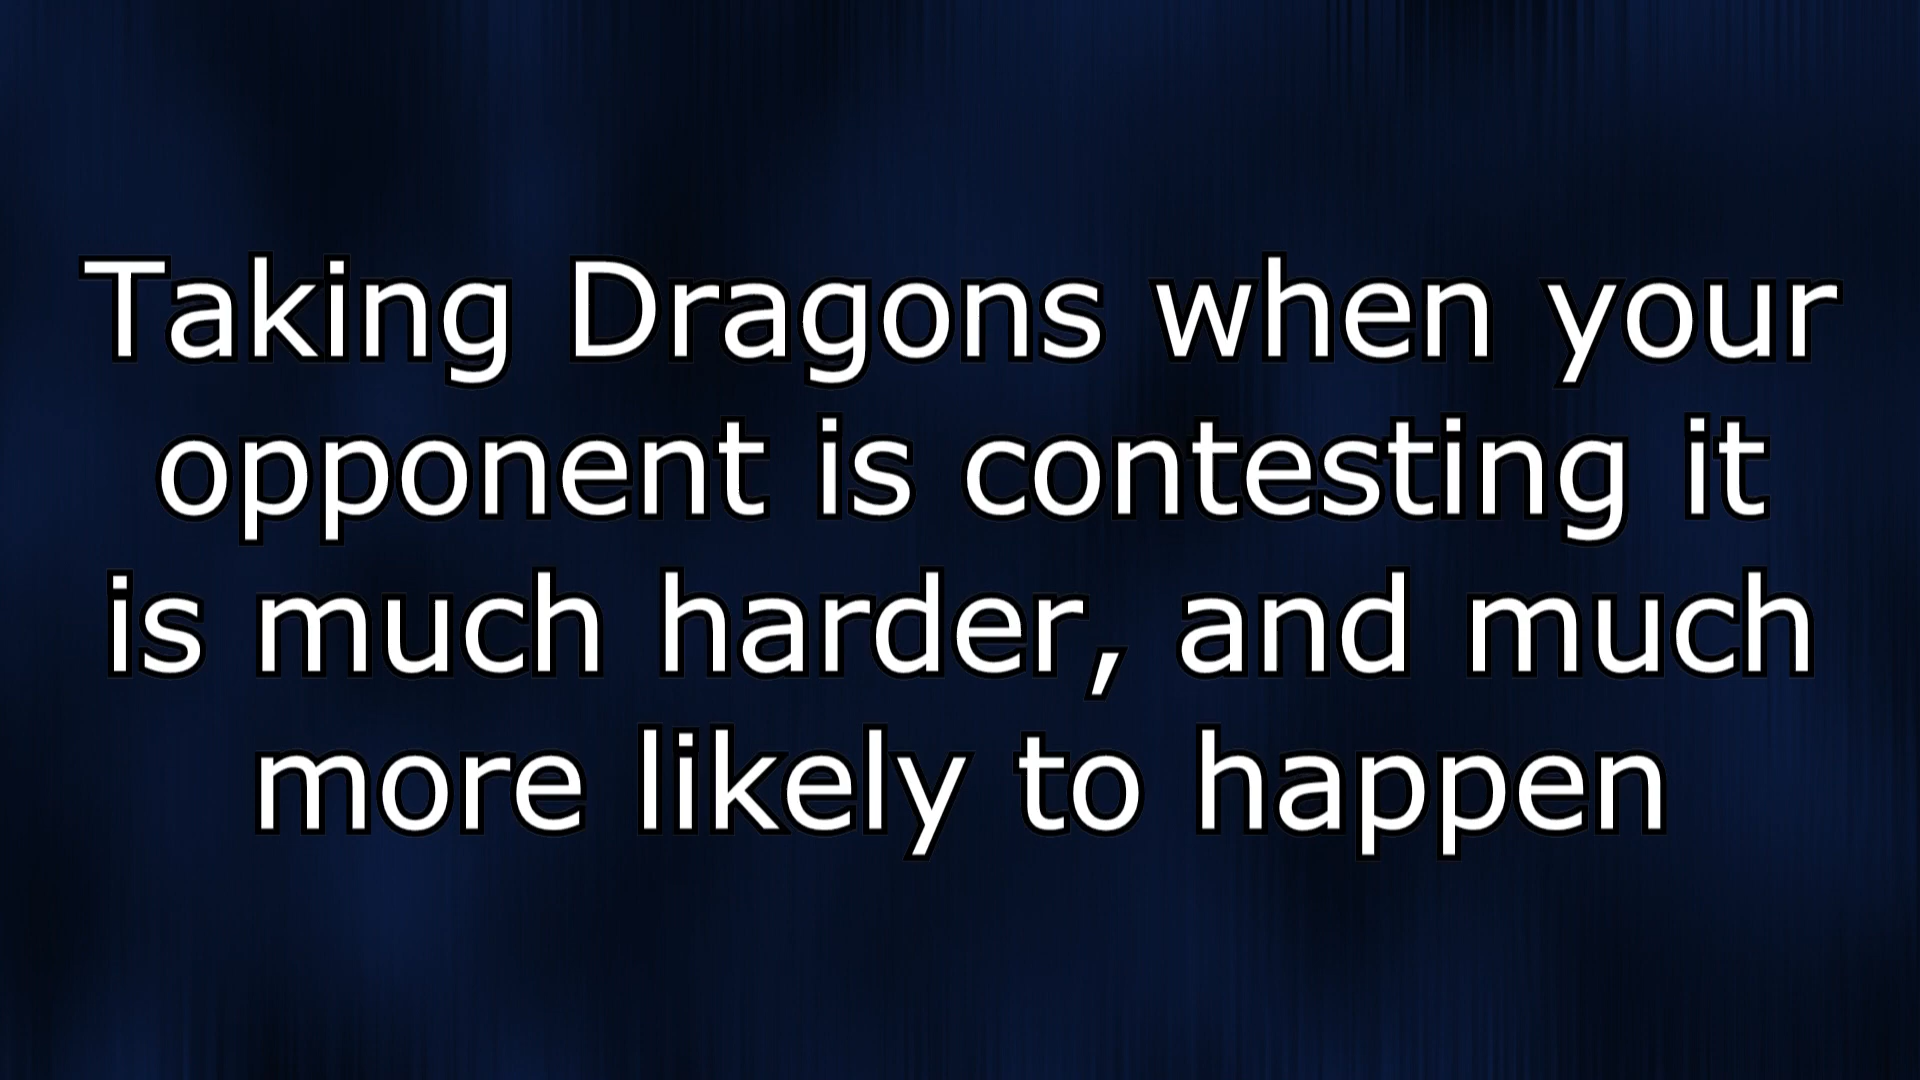 Taking Dragons when your
opponent is contesting it
is much harder, and much
more likely to happen